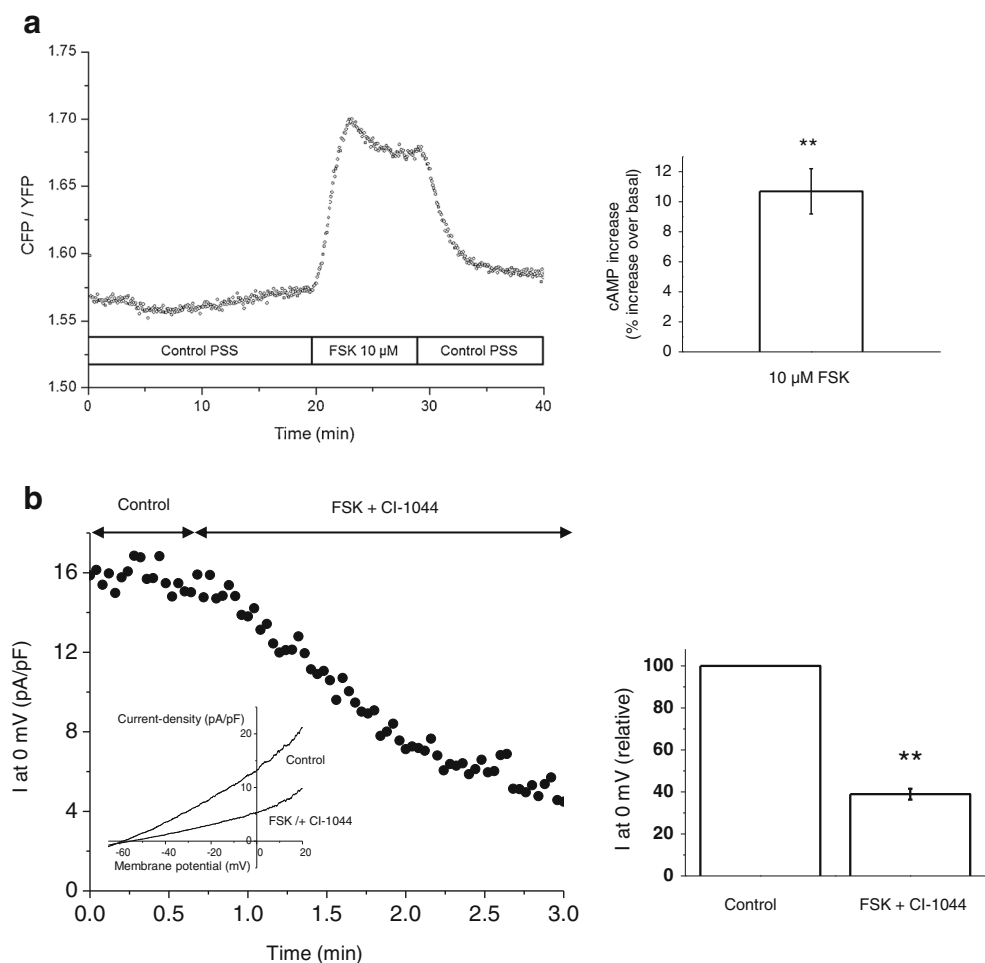 a
1.75
1.70
1.65
1.60
1.55
1.50
CFP / YFP
Control PSS
FSK 10 µM
Control PSS
0
10
20
30
40
Time (min)
**
12
10
8
6
4
2
0
cAMP increase
(% increase over basal)
10 µM FSK
b
Control
FSK + CI-1044
16
12
8
4
0
I at 0 mV (pA/pF)
Current-density (pA/pF)
20
Control
10
FSK /+ CI-1044
0
-60
-40
-20
0
20
Membrane potential (mV)
0.0
0.5
1.0
1.5
2.0
2.5
3.0
Time (min)
100
80
60
40
20
0
I at 0 mV (relative)
**
Control
FSK + CI-1044